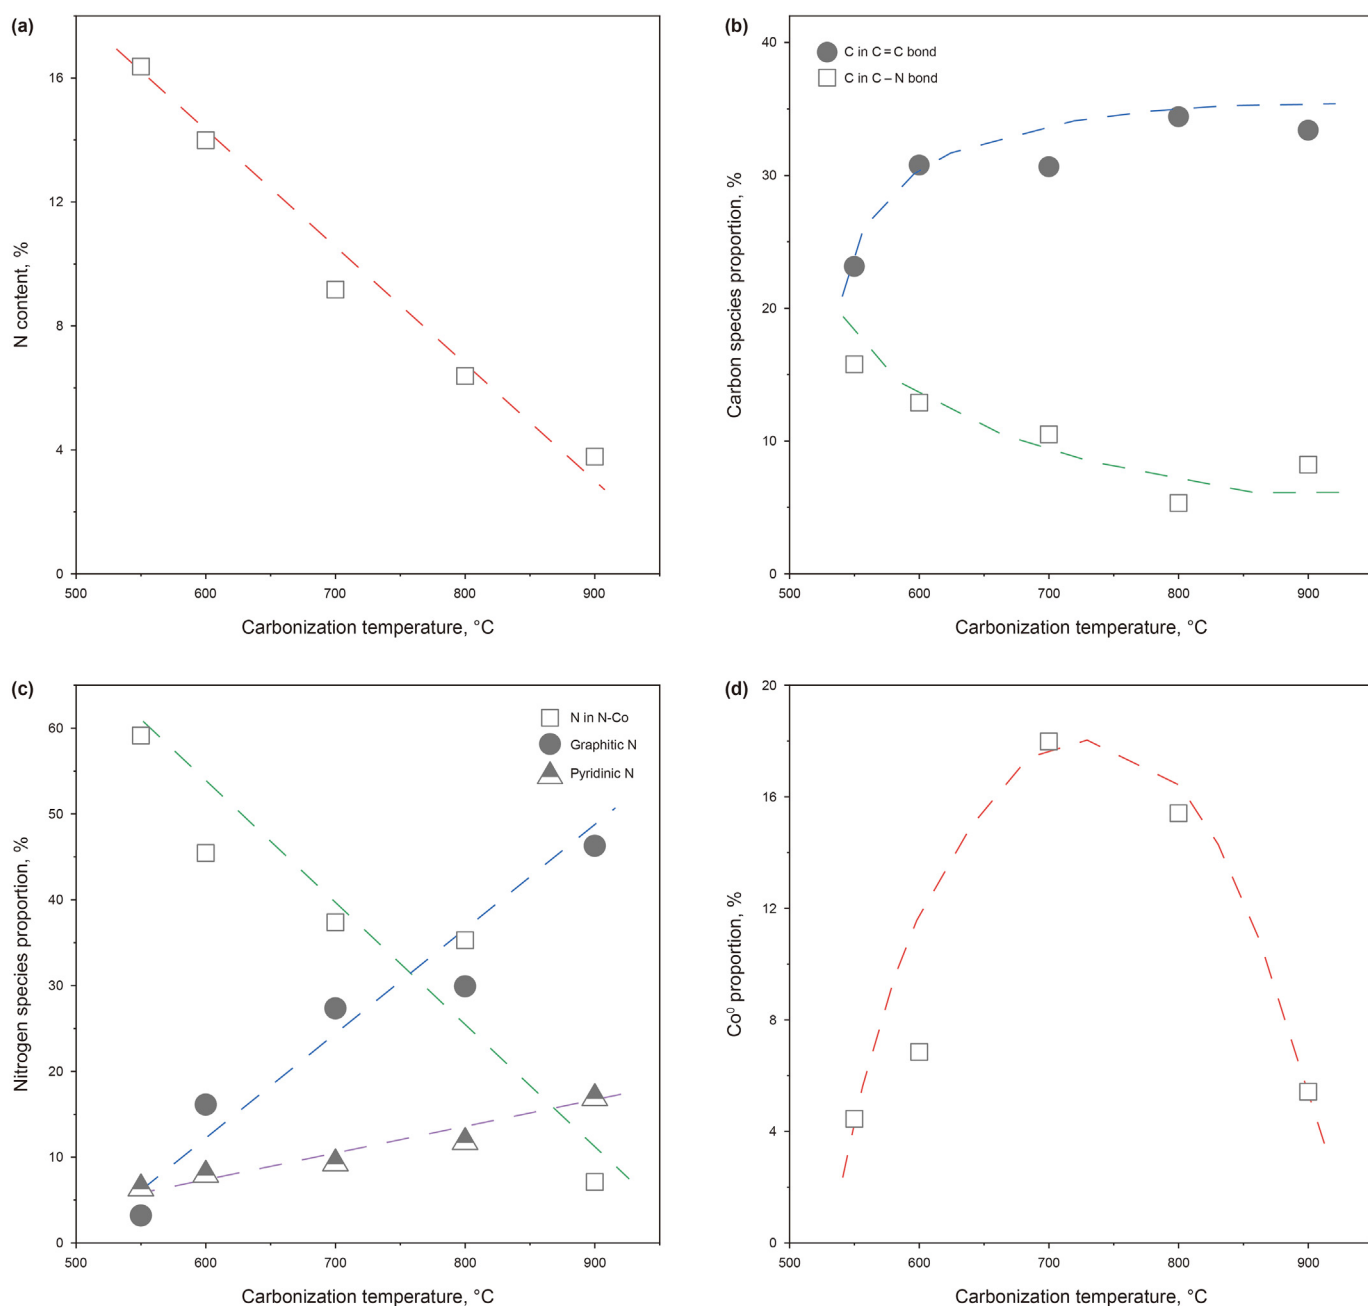 (a)
16
12
8
4
0
N content, %
500
600
700
800
900
Carbonization temperature, °C
(b)
C in C=C bond
C in C–N bond
40
30
20
10
0
Carbon species proportion, %
500
600
700
800
900
Carbonization temperature, °C
(c)
N in N-Co
Graphitic N
Pyridinic N
60
50
40
30
20
10
0
Nitrogen species proportion, %
500
600
700
800
900
Carbonization temperature, °C
(d)
20
16
12
8
4
0
Co⁰ proportion, %
500
600
700
800
900
Carbonization temperature, °C